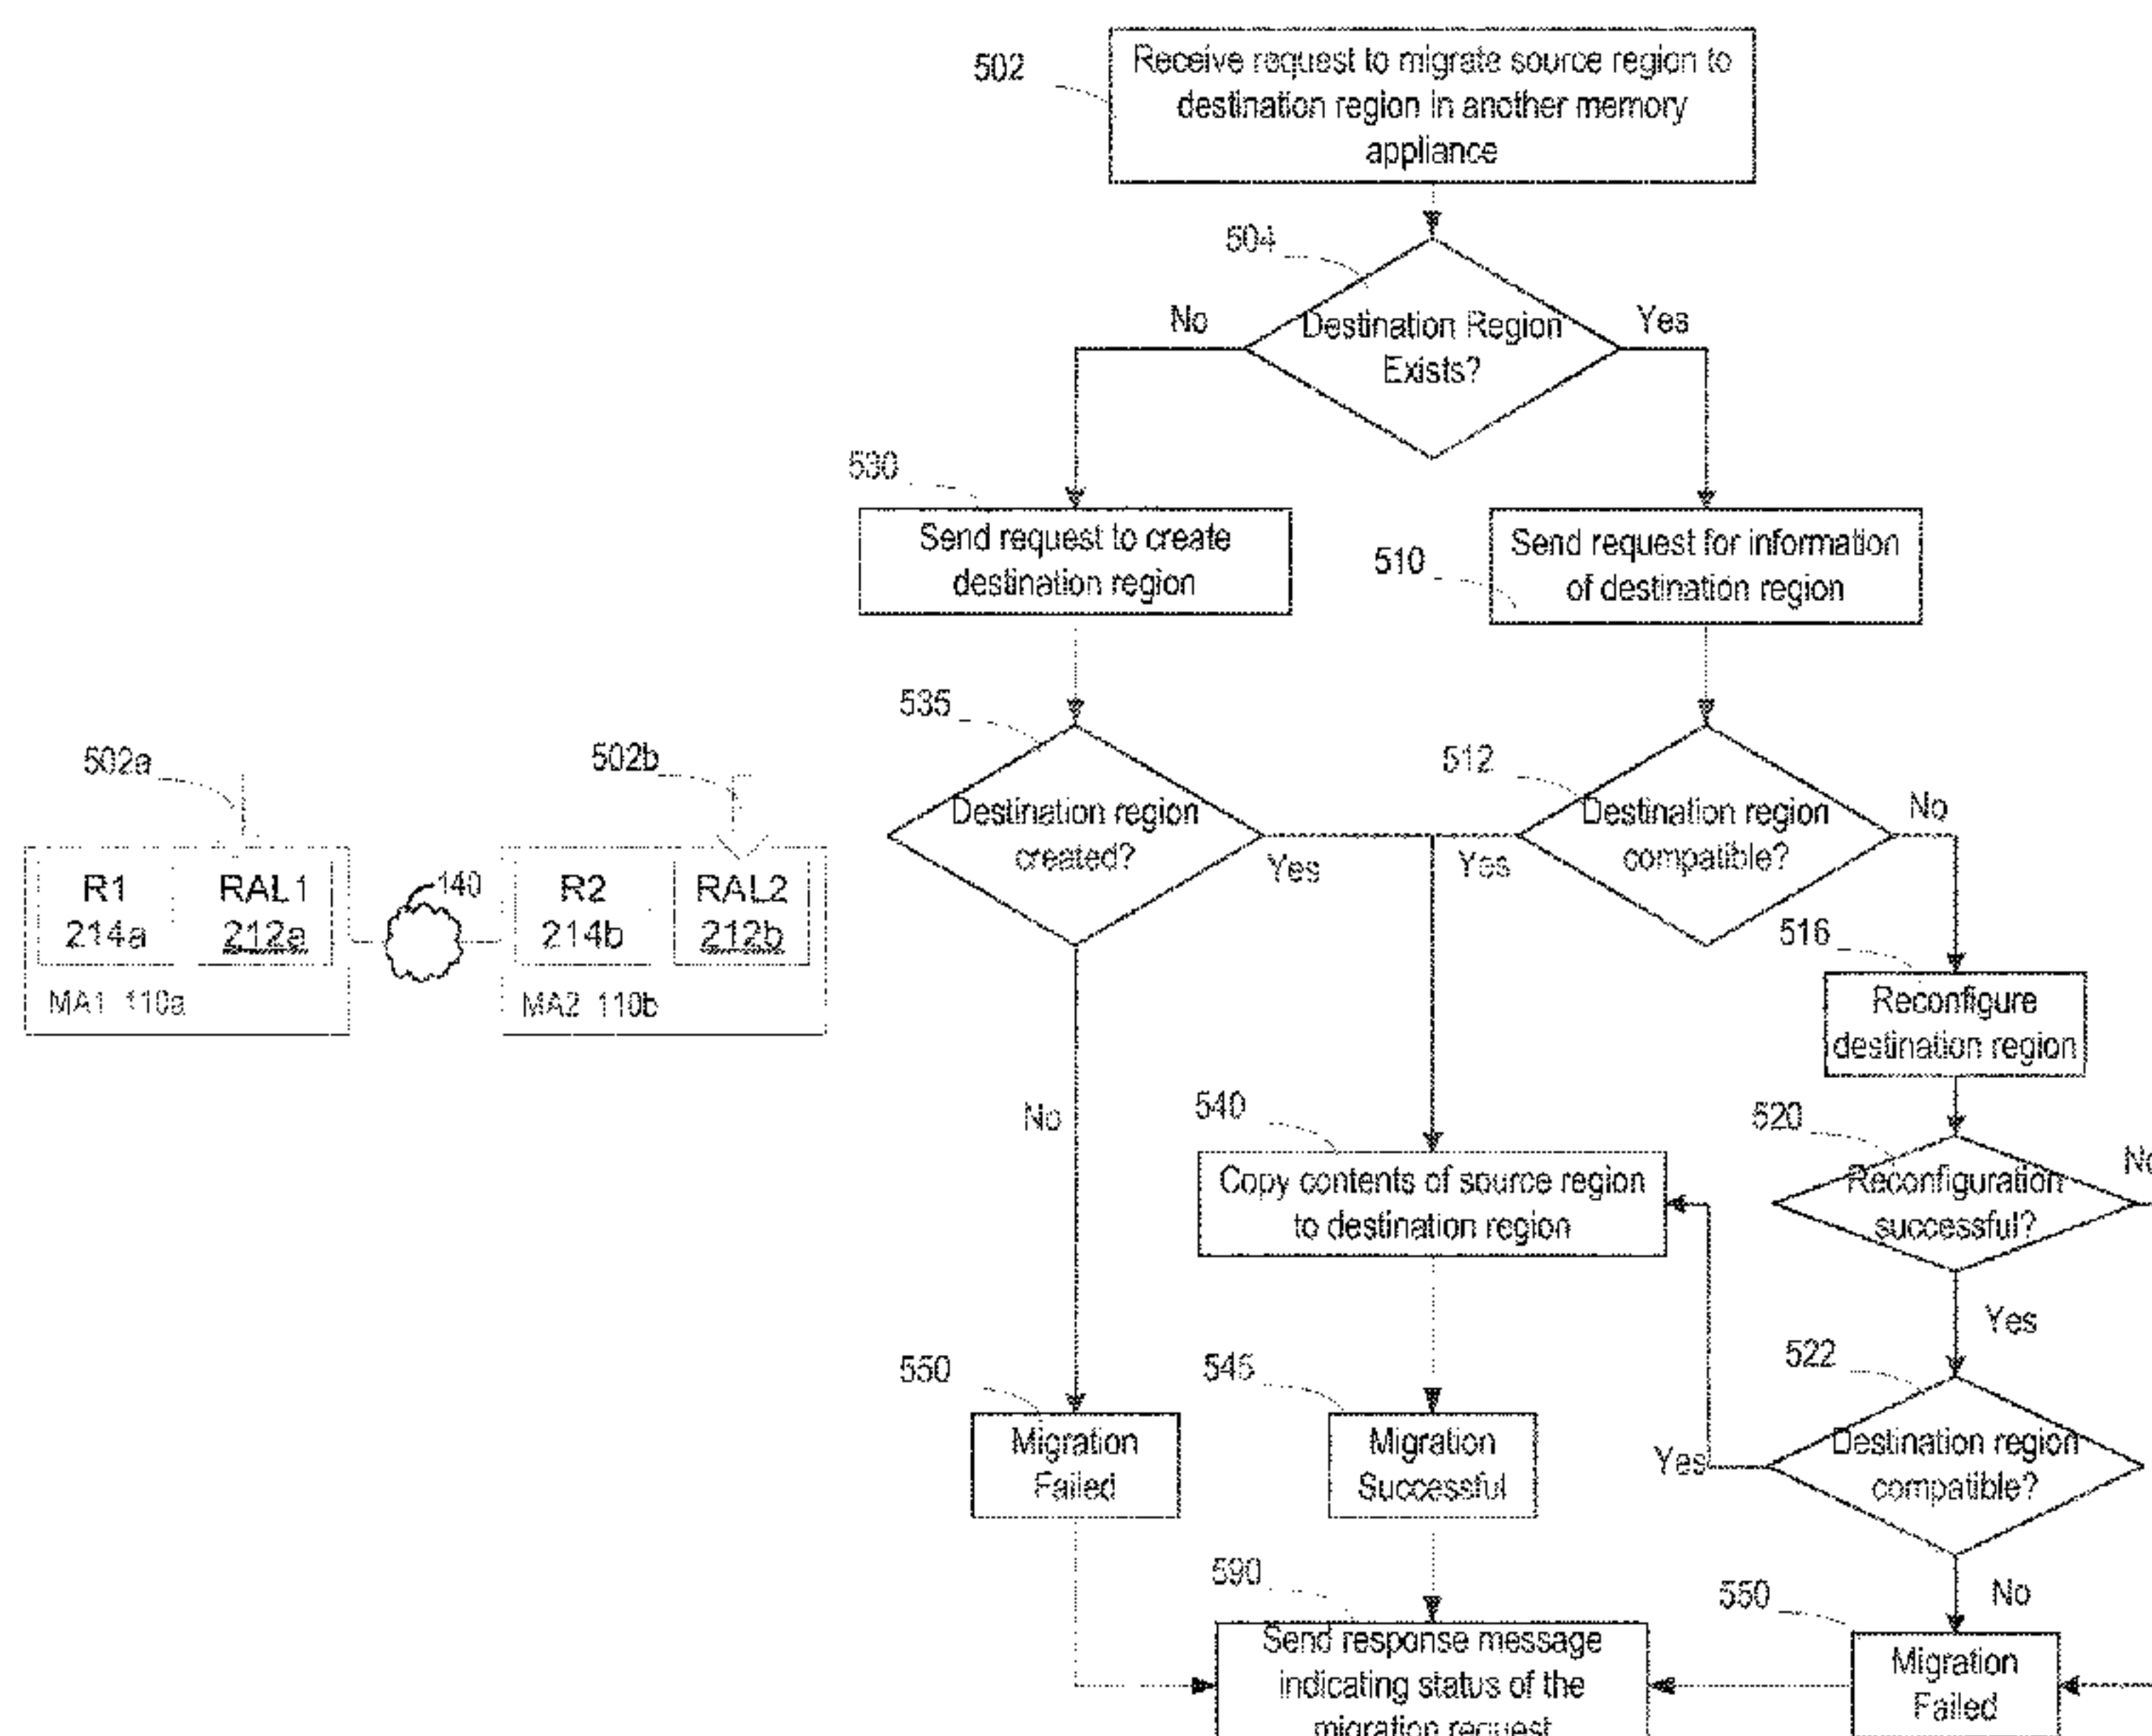 502
Receive request to migrate source region to
destination region in another memory
appliance
504
Destination Region
Exists?
No
Yes
530
Send request to create
destination region
510
Send request for information
of destination region
535
Destination region
created?
Yes
512
Destination region
compatible?
Yes
No
502a
502b
R1
214a
RAL1
212a
MA1 110a
140
R2
214b
RAL2
212b
MA2 110b
516
Reconfigure
destination region
No
540
Copy contents of source region
to destination region
520
Reconfiguration
successful?
Yes
550
Migration
Failed
545
Migration
Successful
522
Destination region
compatible?
Yes
No
590
Send response message
indicating status of the
migration request
550
Migration
Failed